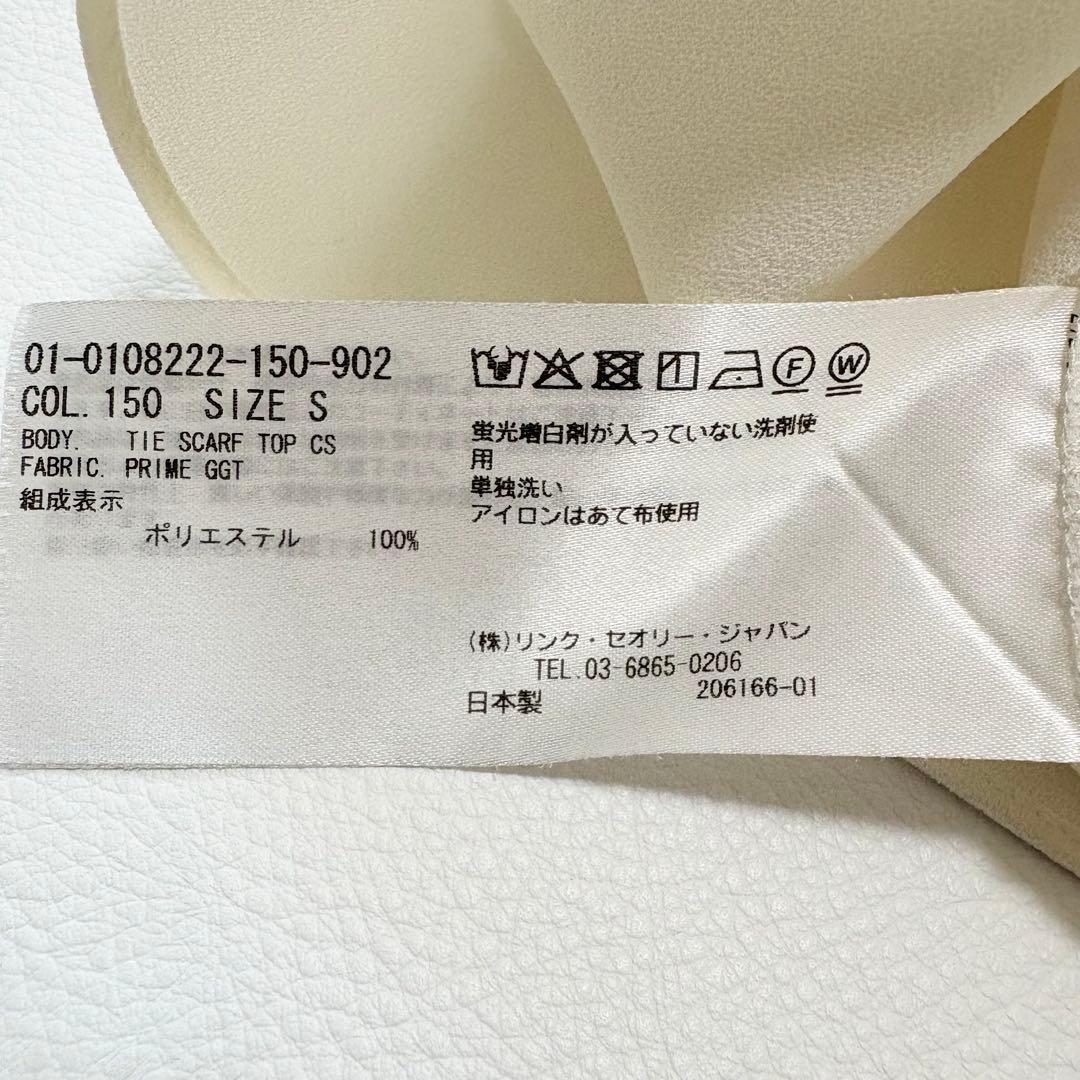 01-0108222-150-902
COL. 150 SIZE S
BODY. TIE SCARF TOP CS
FABRIC. PRIME GGT
組成表示
ポリエステル 100%
F
W
蛍光増白剤が入っていない洗剤使
用
単独洗い
アイロンはあて布使用
(株)リンク・セオリー・ジャパン
TEL.03-6865-0206
206166-01
日本製